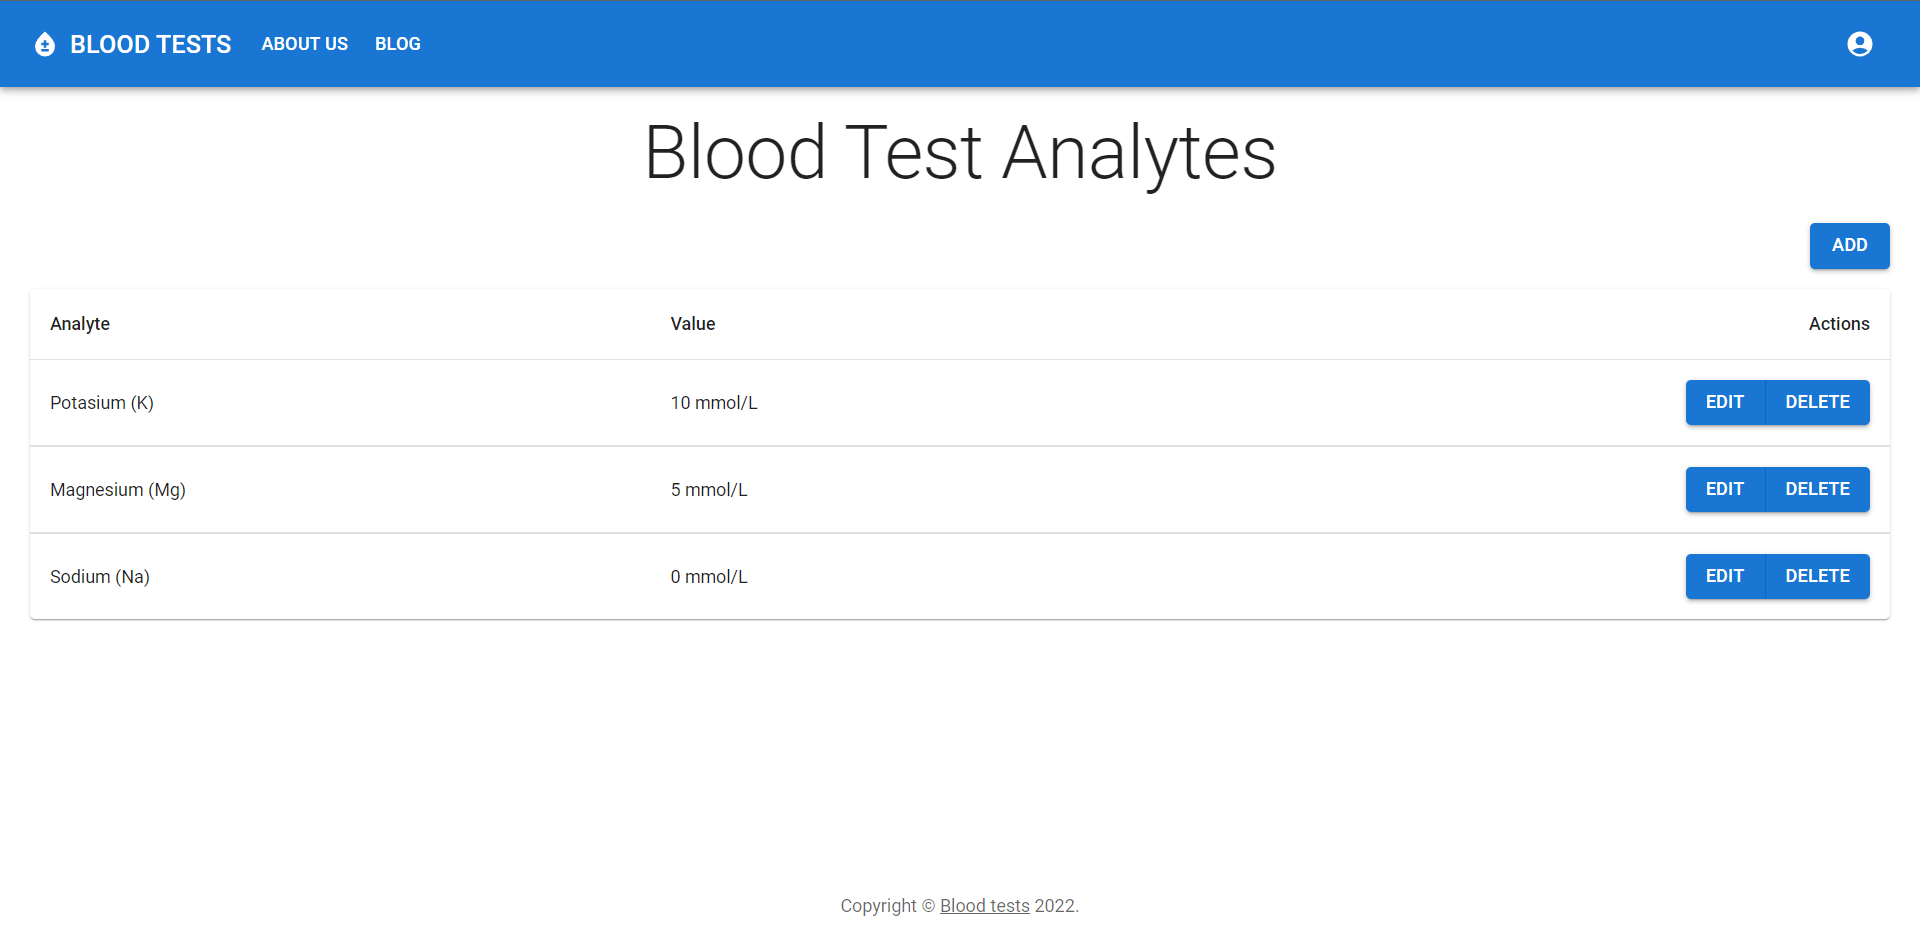 BLOOD TESTS ABOUT US BLOG
Blood Test Analytes
ADD
Analyte Value Actions
Potasium (K) 10 mmol/L EDIT DELETE
Magnesium (Mg) 5 mmol/L EDIT DELETE
Sodium (Na) 0 mmol/L EDIT DELETE
Copyright © Blood tests 2022.